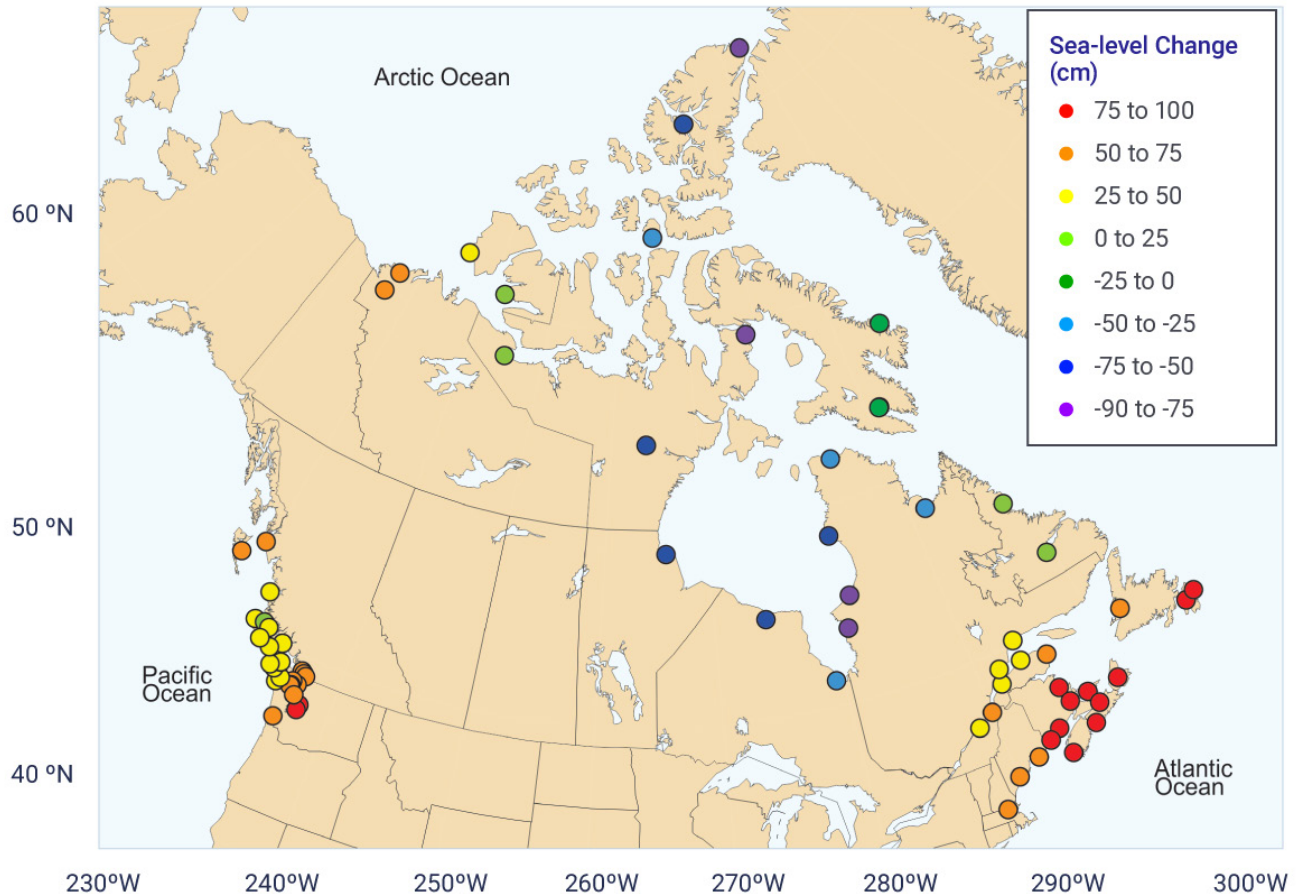 Arctic Ocean
Sea-level Change
(cm)
75 to 100
50 to 75
25 to 50
0 to 25
-25 to 0
-50 to -25
-75 to -50
-90 to -75
60 ºN
50 ºN
40 ºN
Pacific
Ocean
Atlantic
Ocean
230ºW 240ºW 250ºW 260ºW 270ºW 280ºW 290ºW 300ºW